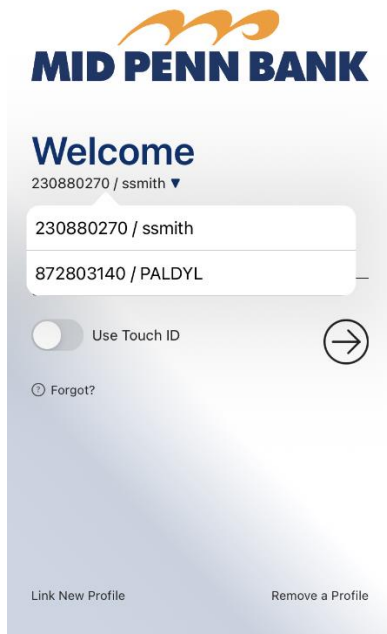 MID PENN BANK
Welcome
230880270 / ssmith ▼
230880270 / ssmith
872803140 / PALDYL
Use Touch ID
? Forgot?
Link New Profile Remove a Profile